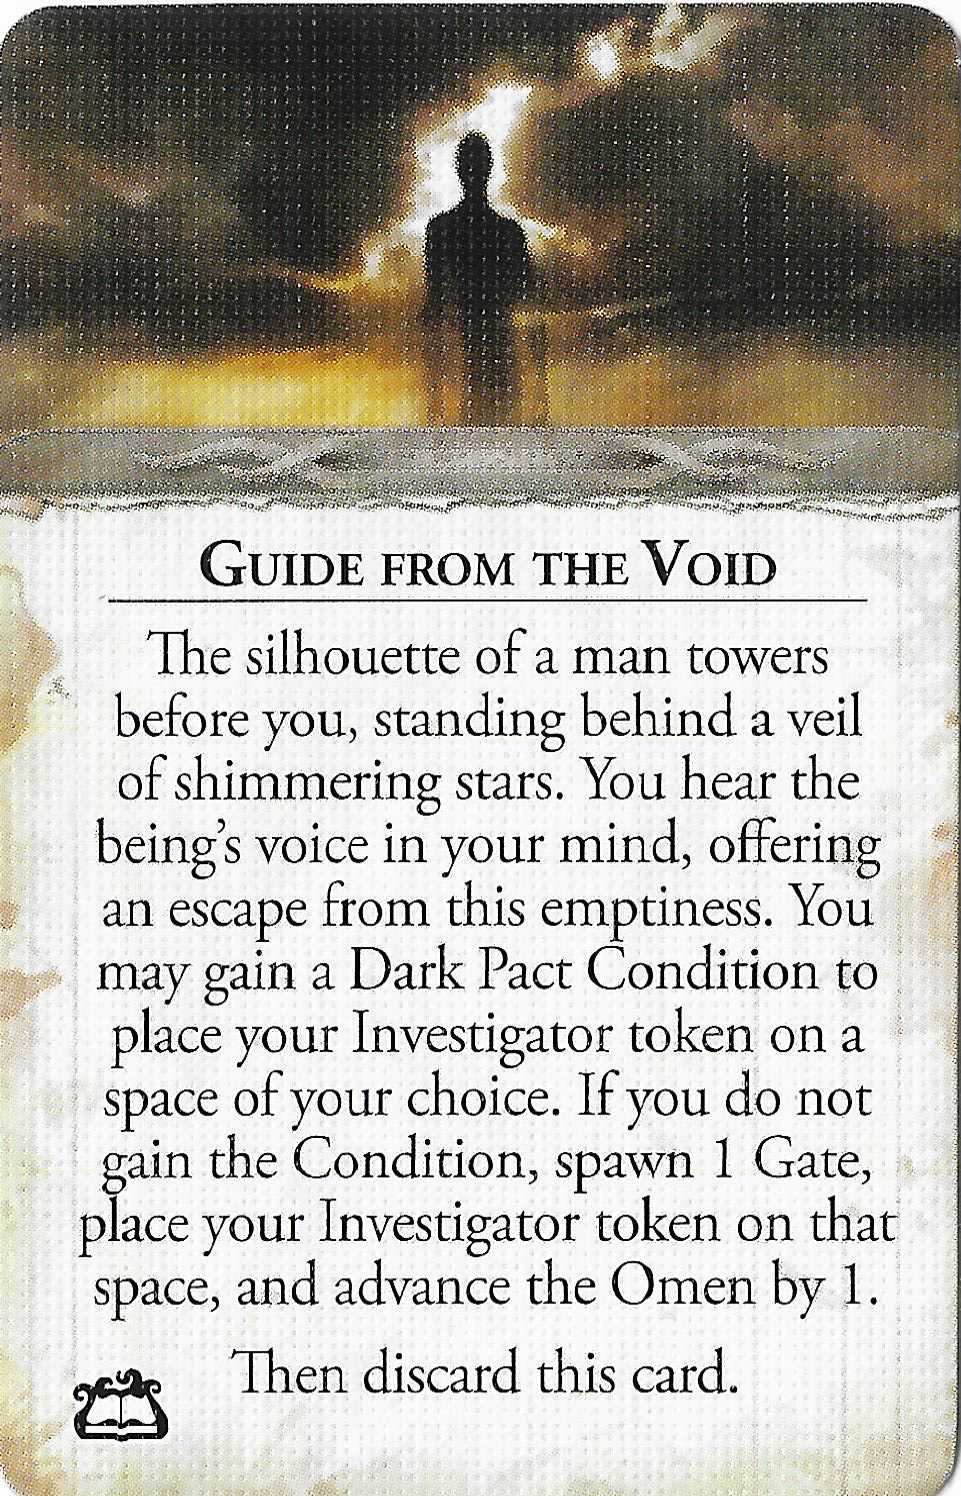 Guide from the Void
The silhouette of a man towers
before you, standing behind a veil
of shimmering stars. You hear the
being's voice in your mind, offering
an escape from this emptiness. You
may gain a Dark Pact Condition to
place your Investigator token on a
space of your choice. If you do not
gain the Condition, spawn 1 Gate,
place your Investigator token on that
space, and advance the Omen by 1.
Then discard this card.